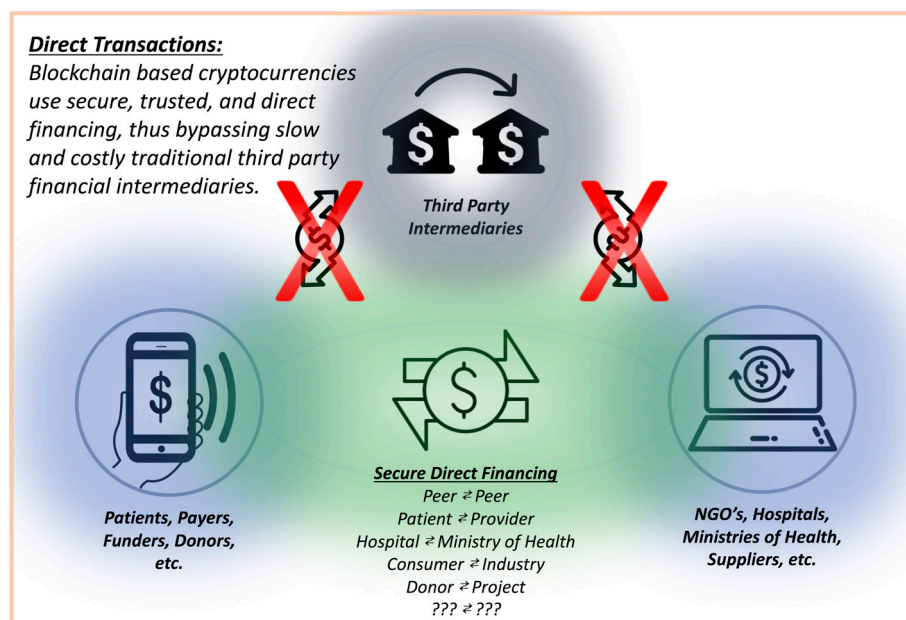 Direct Transactions:
Blockchain based cryptocurrencies
use secure, trusted, and direct
financing, thus bypassing slow
and costly traditional third party
financial intermediaries.
$ $
Third Party
Intermediaries
$ $
$
$
$
Secure Direct Financing
Peer ⇄ Peer
Patient ⇄ Provider
Hospital ⇄ Ministry of Health
Consumer ⇄ Industry
Donor ⇄ Project
??? ⇄ ???
Patients, Payers,
Funders, Donors,
etc.
NGO's, Hospitals,
Ministries of Health,
Suppliers, etc.